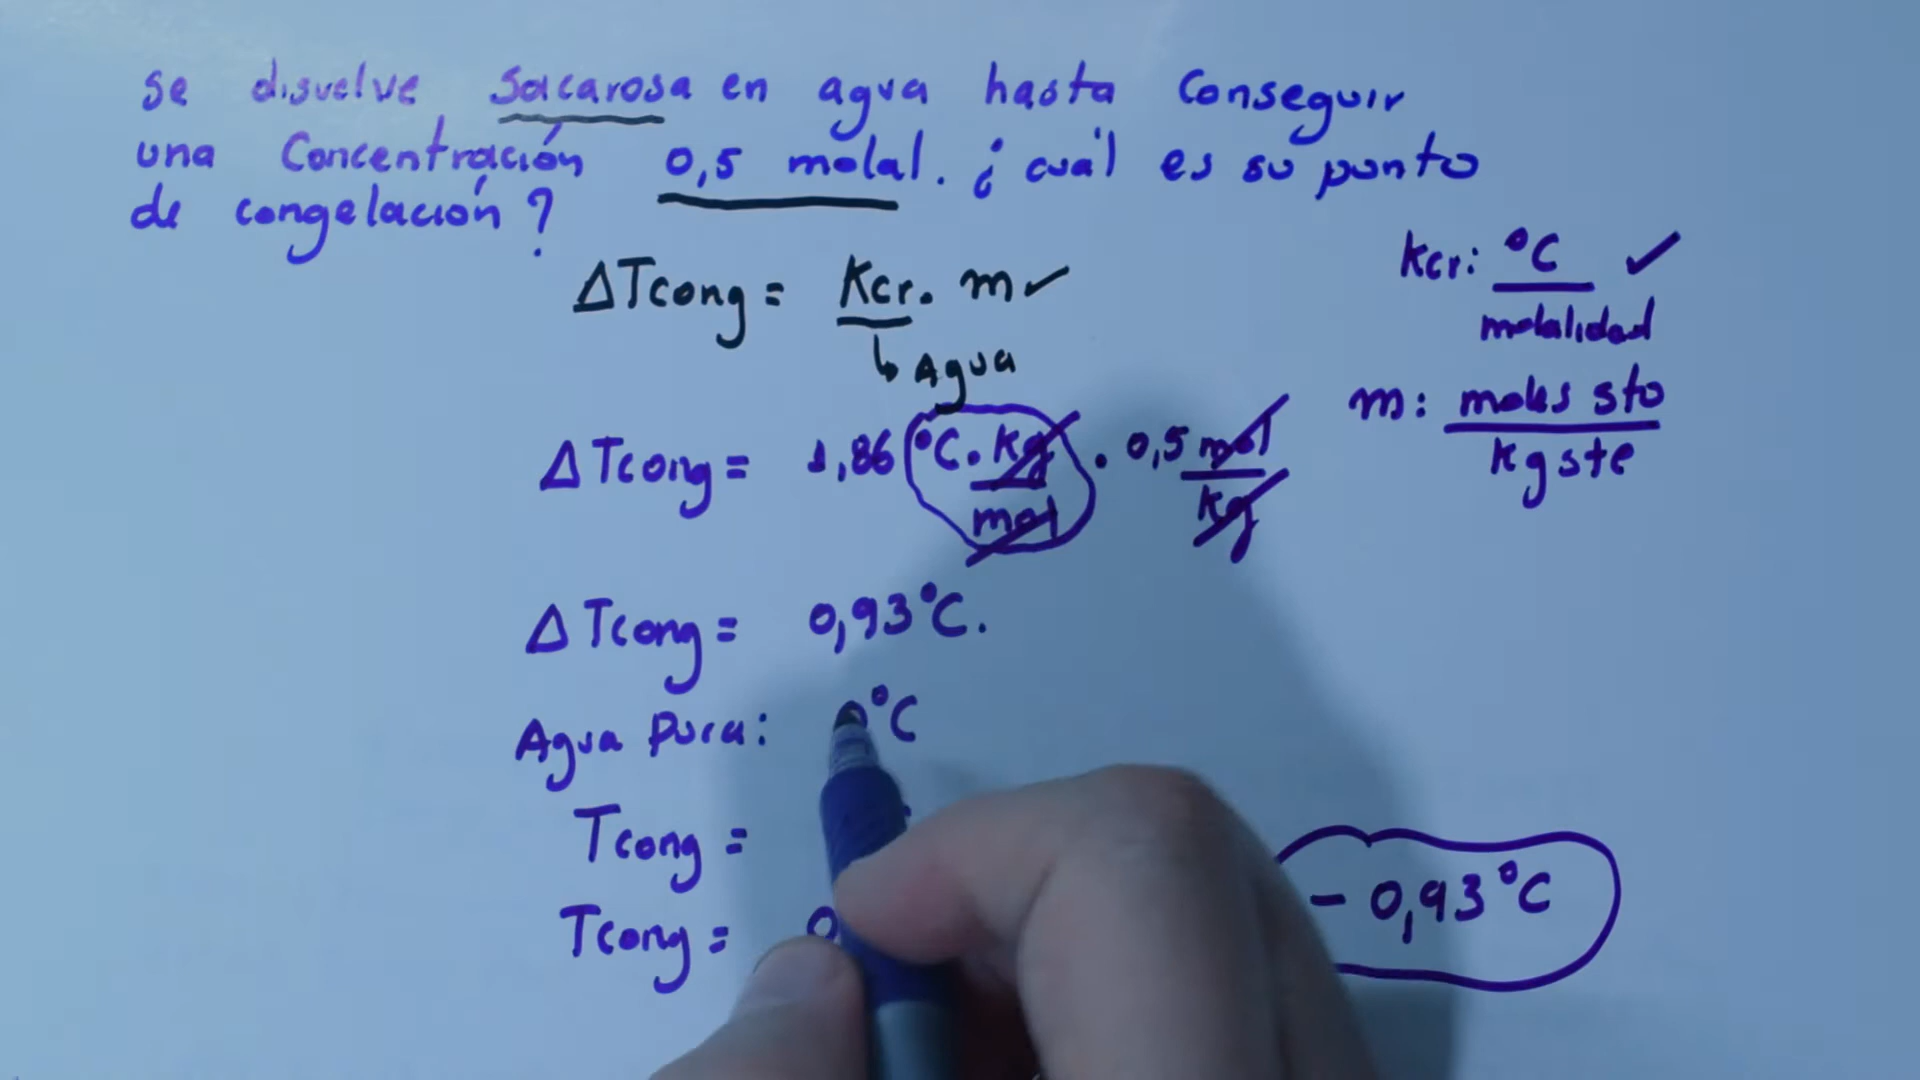 se disuelve Sacarosa en agua hasta conseguir
una Concentración 0,5 molal. ¿cuál es su punto
de congelación?
ΔTcong = Kcr. m ✓
↳ Agua
kcr: °C / molalidad ✓
m: moles sto / kg ste
ΔTcong = 1,86 °C. kg / mol . 0,5 mol / kg
ΔTcong = 0,93°C.
Agua Pura: 0°C
Tcong =
Tcong = 0 - 0,93°C